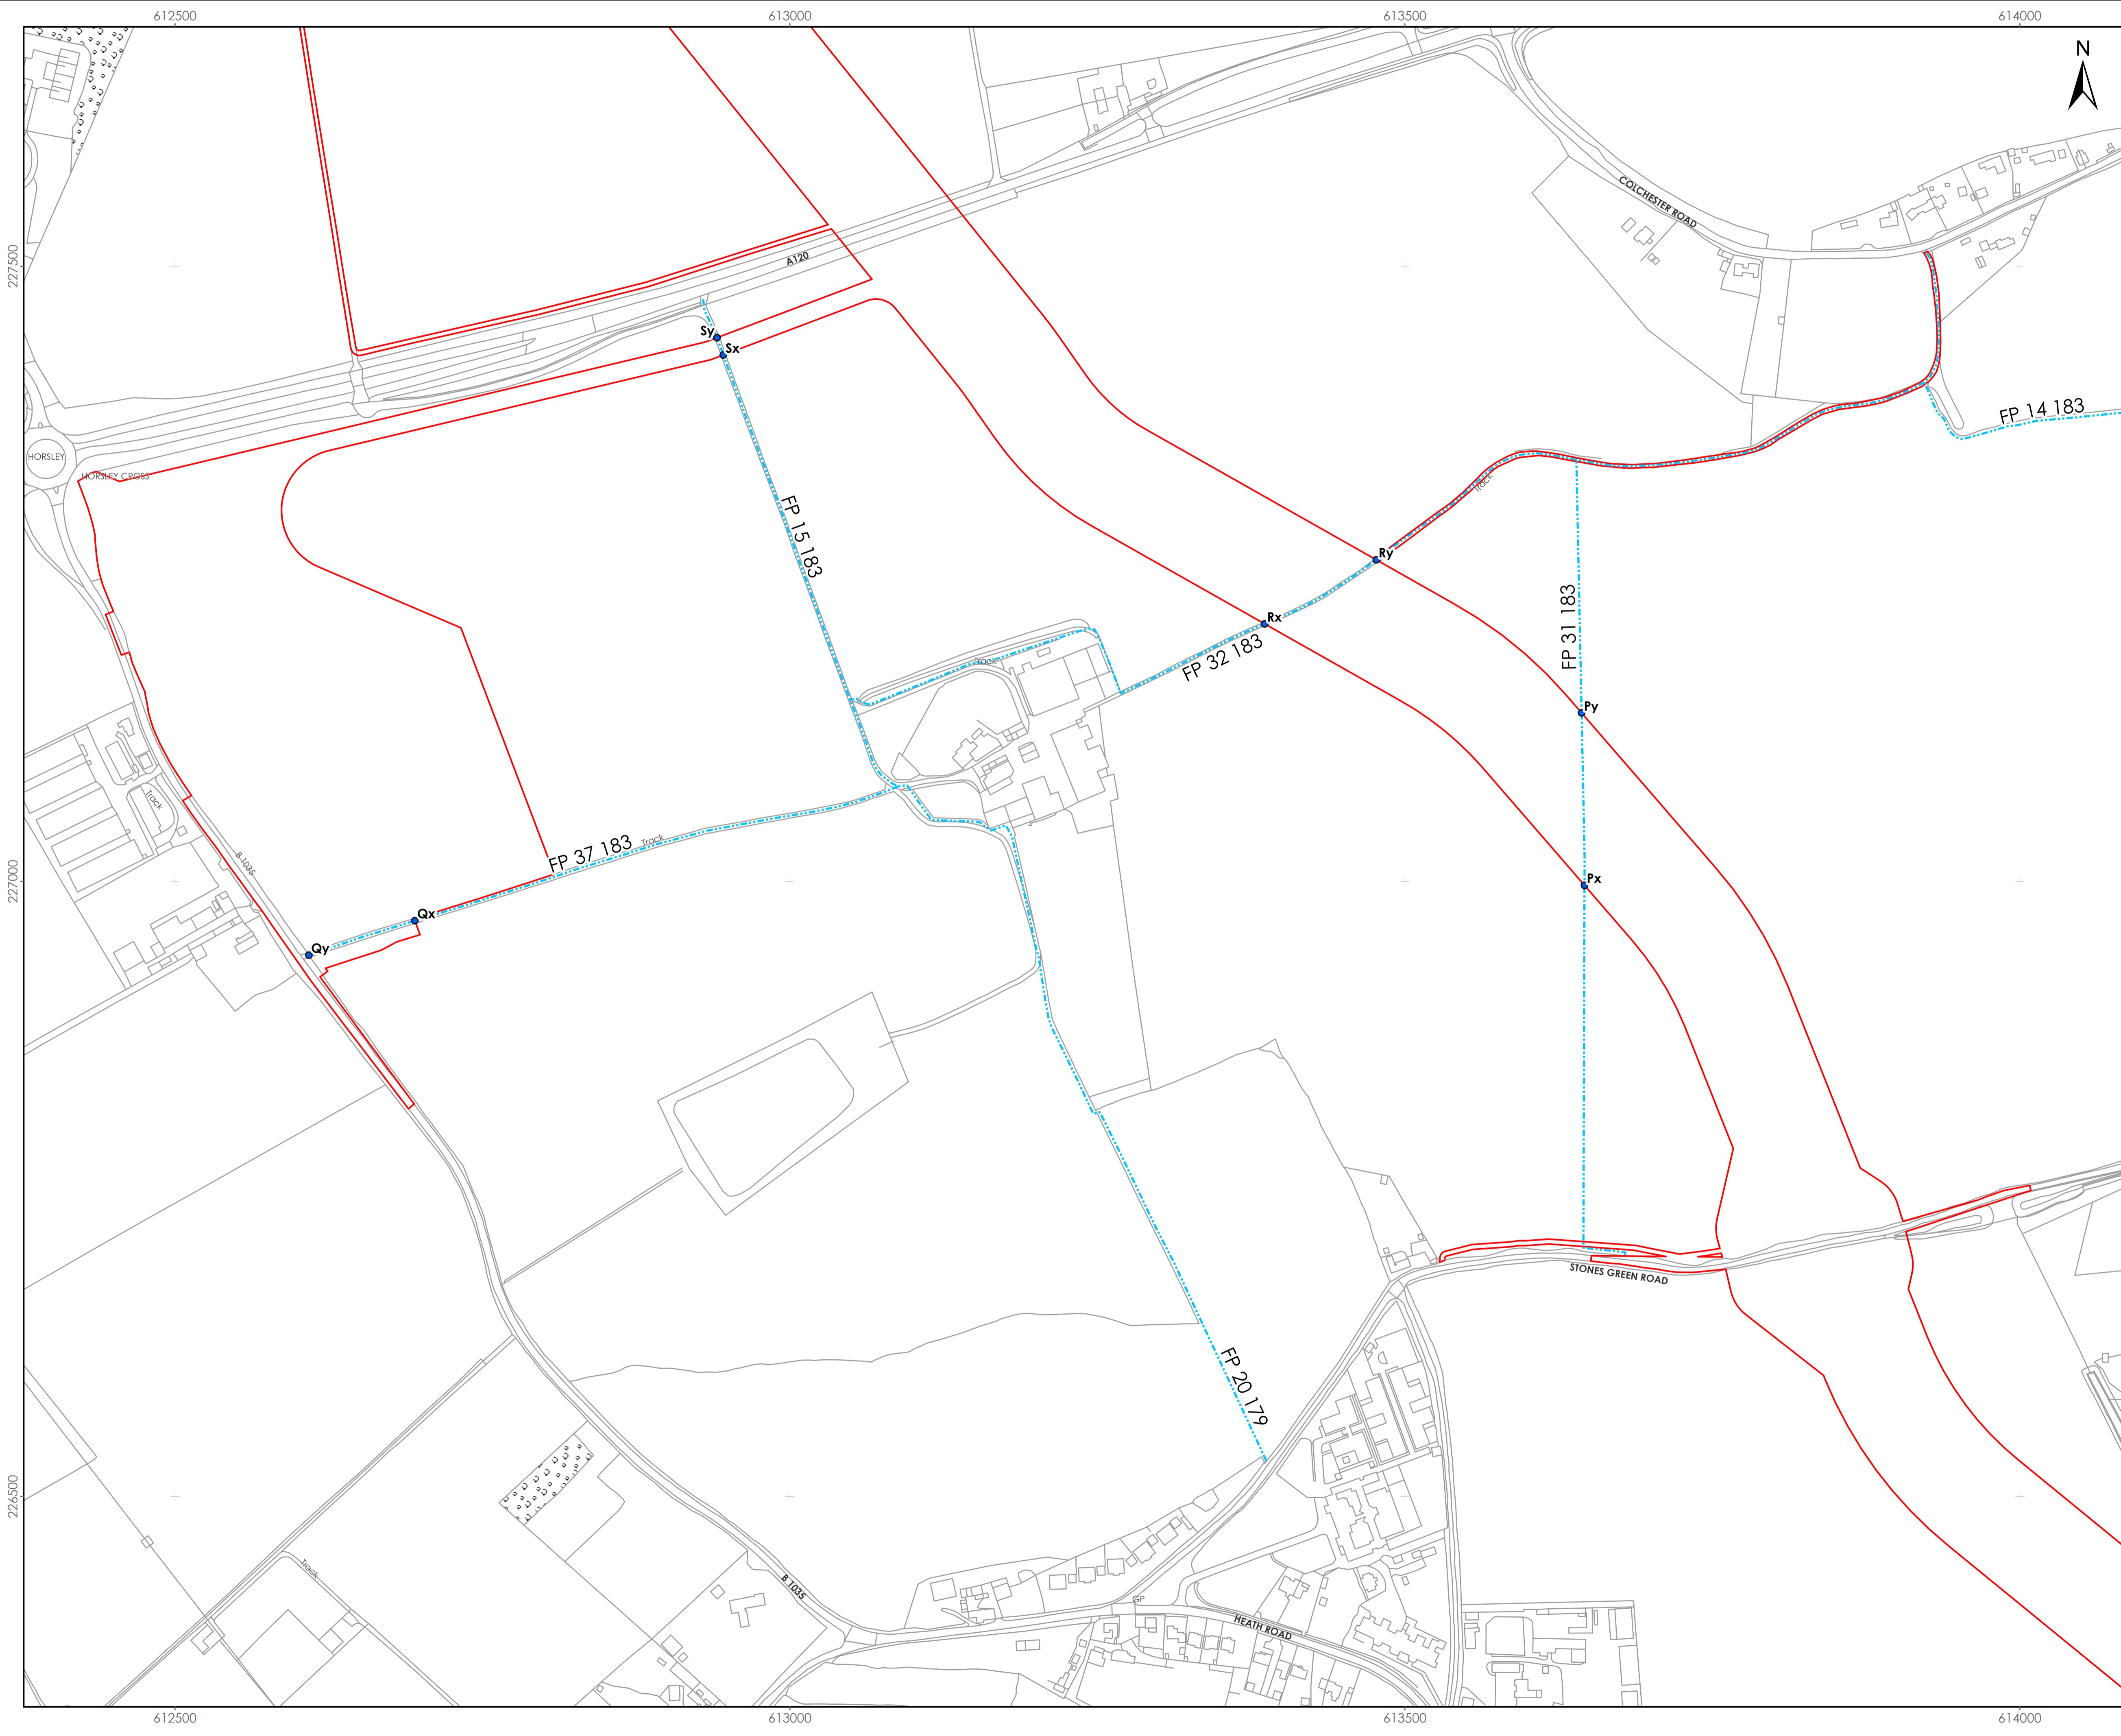 612500
613000
613500
614000
N
COLCHESTER ROAD
227500
A120
Sy
Sx
FP 14 183
HORSLEY
HORSLEY CROSS
Track
FP 15 183
Ry
Rx
FP 31 183
Track
FP 32 183
Py
Track
B 1035
FP 37 183
Track
227000
Px
Qx
Qy
STONES GREEN ROAD
FP 20 179
226500
Track
B 1035
GP
HEATH ROAD
612500
613000
613500
614000